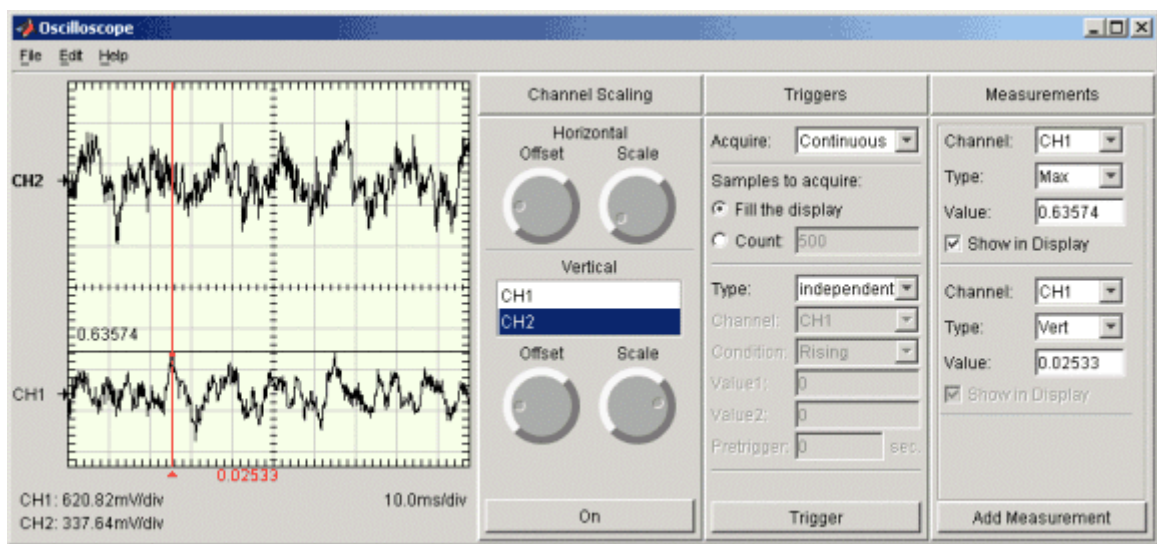 Oscilloscope
File Edit Help
CH2
0.63574
CH1
0.02533
CH1: 620.82mV/div
10.0ms/div
CH2: 337.64mV/div
Channel Scaling
Horizontal
Offset Scale
Vertical
CH1
CH2
Offset Scale
On
Triggers
Acquire: Continuous
Samples to acquire:
Fill the display
Count 500
Type: independent
Channel: CH1
Condition: Rising
Value1: 0
Value2: 0
Pretrigger: 0 sec.
Trigger
Measurements
Channel: CH1
Type: Max
Value: 0.63574
Show in Display
Channel: CH1
Type: Vert
Value: 0.02533
Show in Display
Add Measurement